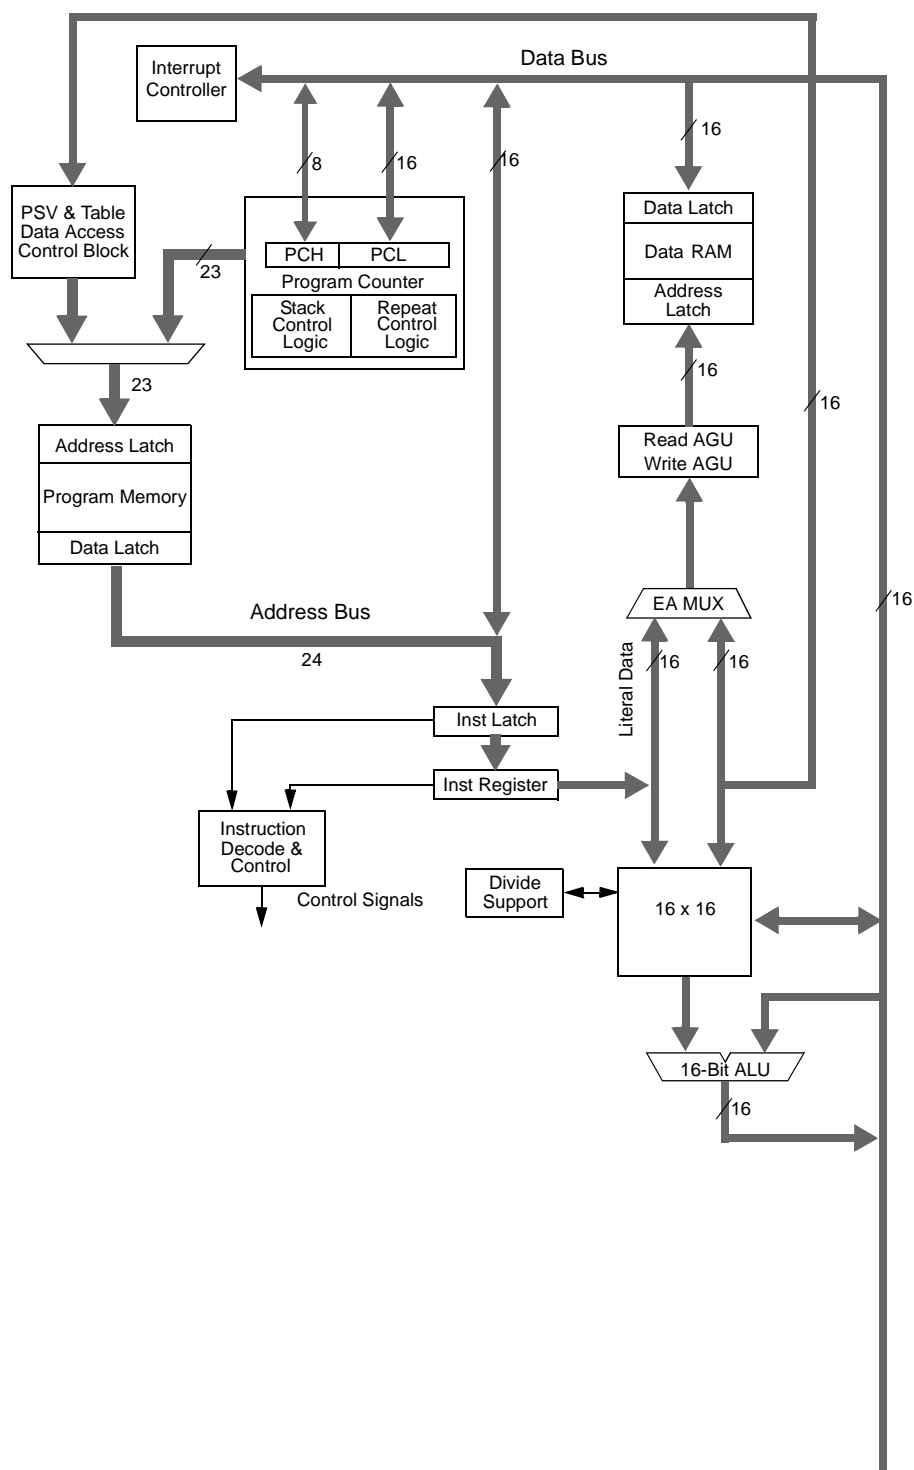 Data Bus
Interrupt
Controller
16
8
16
16
PSV & Table
Data Access
Control Block
23
PCH
PCL
Program Counter
Stack
Control
Logic
Repeat
Control
Logic
Data Latch
Data RAM
Address
Latch
16
23
16
Address Latch
Program Memory
Data Latch
Read AGU
Write AGU
EA MUX
16
Address Bus
24
Literal Data
16
16
Inst Latch
Inst Register
Instruction
Decode &
Control
Control Signals
Divide
Support
16 x 16
16-Bit ALU
16